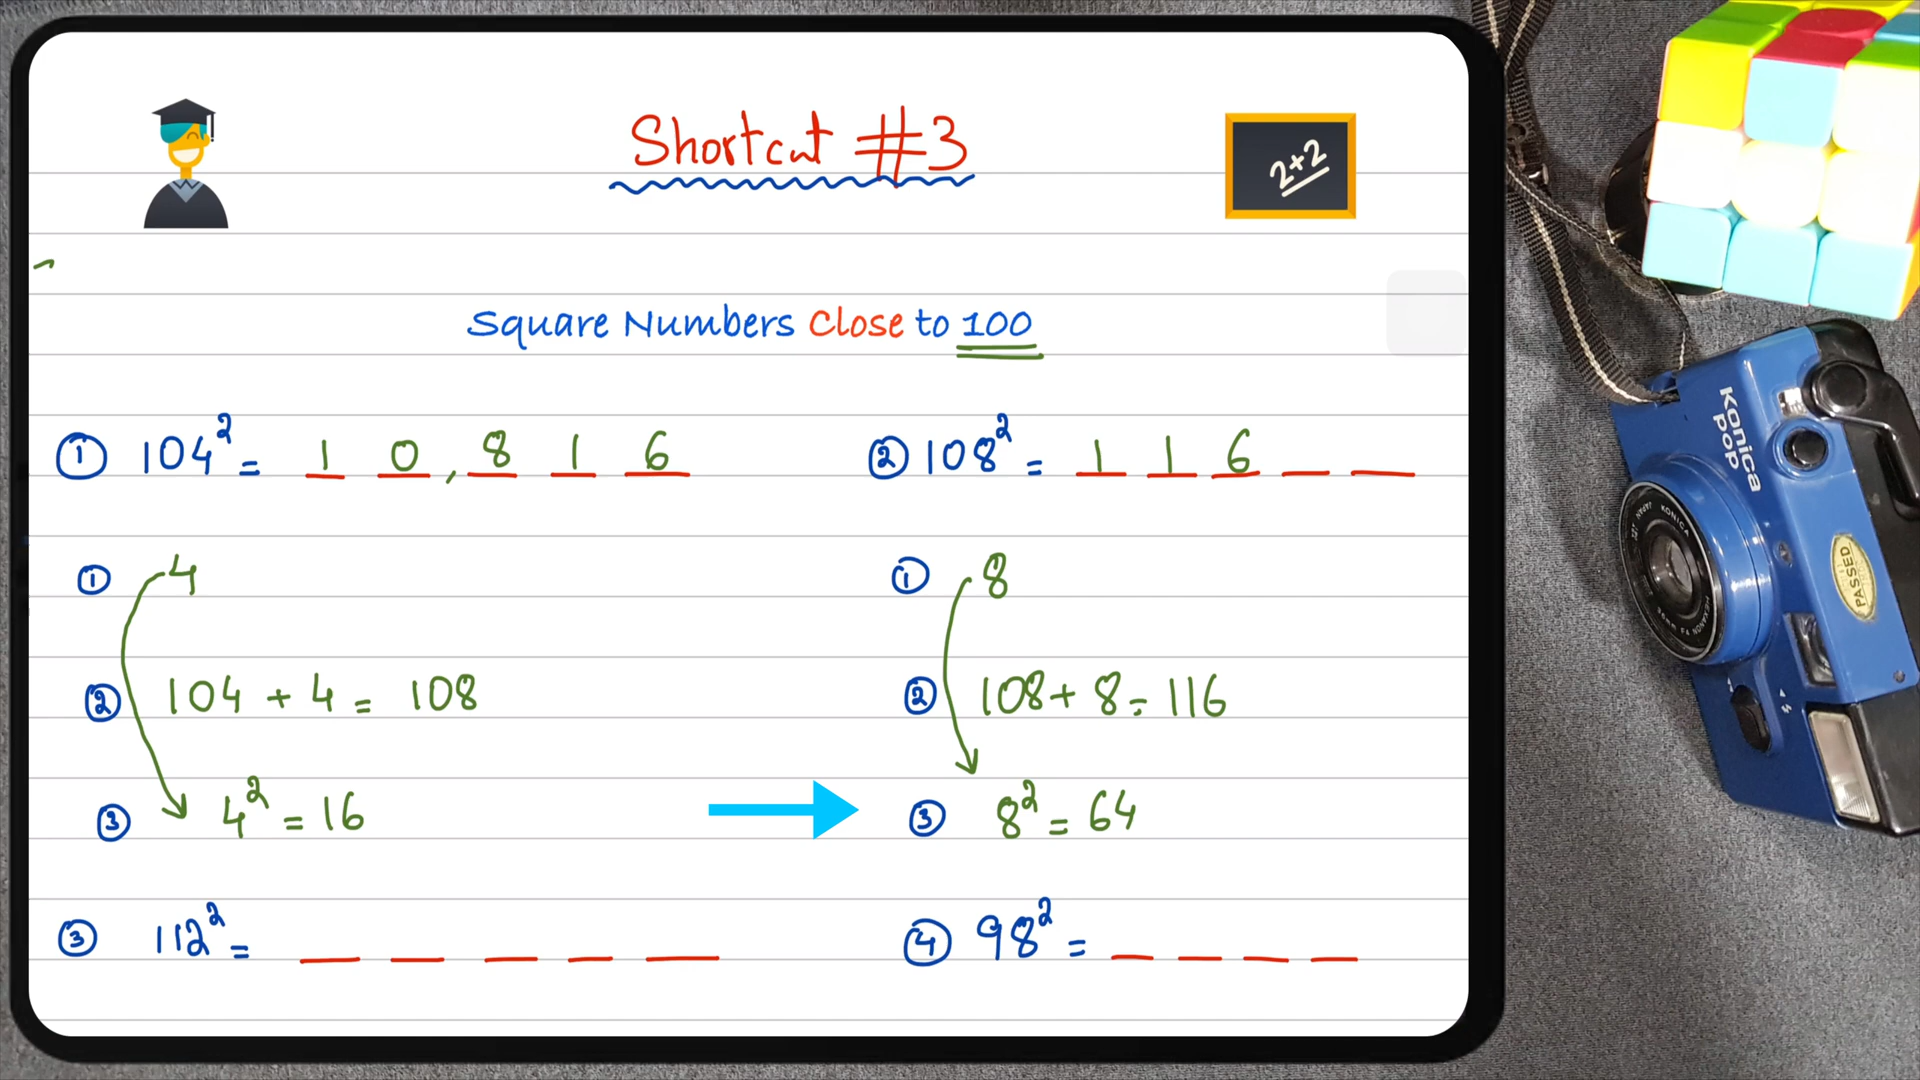 Shortcut #3
2+2
Square Numbers Close to 100
① 104² = 1 0 , 8 1 6
② 108² = 1 1 6 _ _
① 4
② 104 + 4 = 108
③ 4² = 16
① 8
② 108 + 8 = 116
③ 8² = 64
③ 112² = _ _ _ _ _
④ 98² = _ _ _ _
Konica
pop
PASSED
KONICA
JAPAN